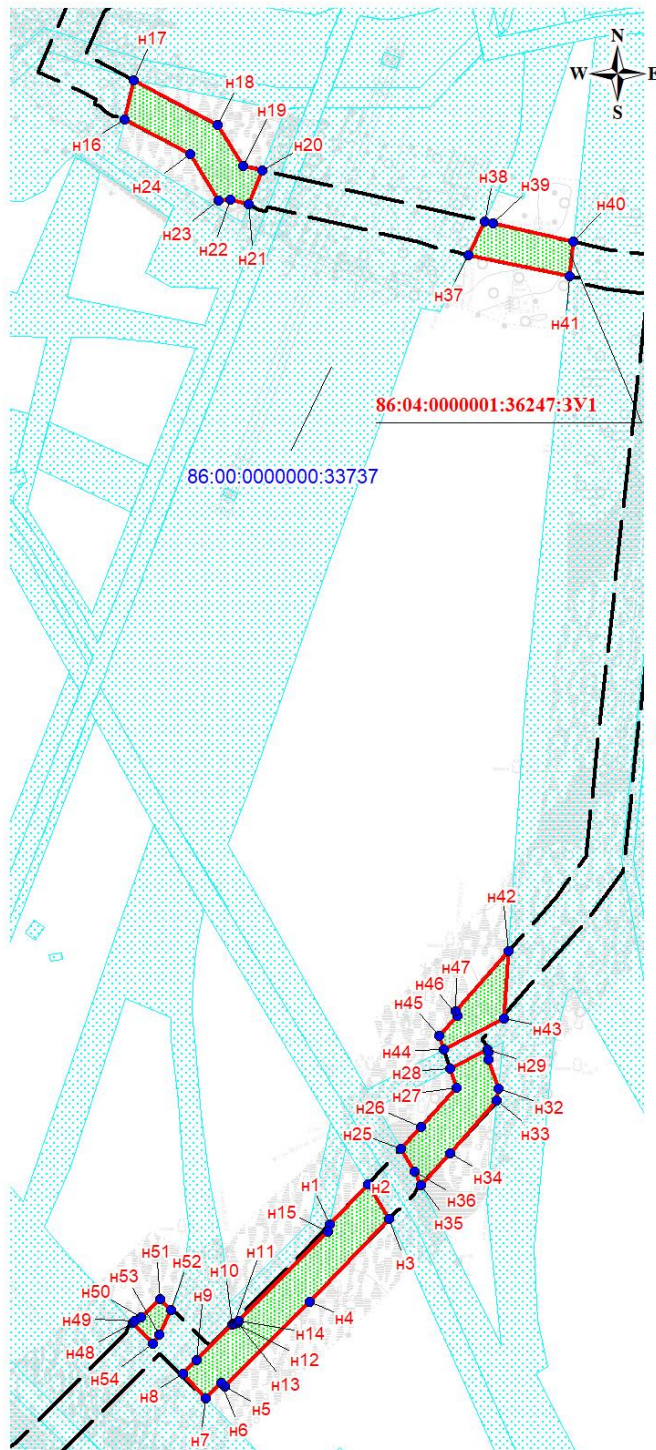 н17
N
н18
W
E
S
н19
н16
н20
н38
н39
н24
н40
н23
н22
н21
н37
н41
86:04:0000001:36247:ЗУ1
86:00:0000000:33737
н42
н47
н46
н45
н43
н44
н29
н28
н27
н32
н26
н33
н25
н34
н36
н2
н35
н1
н15
н3
н51
н11
н52
н10
н53
н50
н4
н9
н49
н14
н48
н12
н13
н54
н8
н5
н6
н7